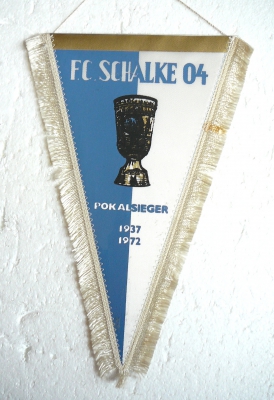 F.C. SCHALKE 04
POKALSIEGER
1937
1972